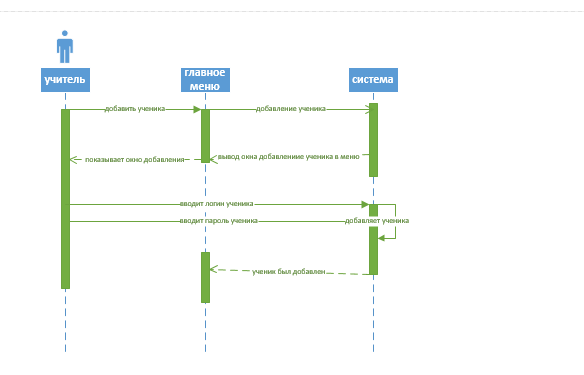 учитель
главное
меню
система
добавить ученика
добавление ученика
показывает окно добавления
вывод окна добавлениие ученика в меню
вводит логин ученика
вводит пароль ученика
добавляет ученика
ученик был добавлен